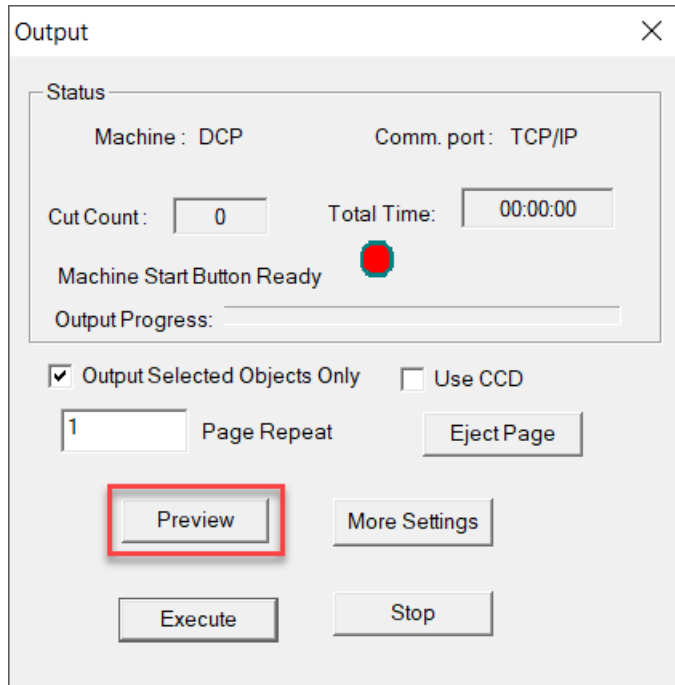 Output
Status
Machine : DCP Comm. port : TCP/IP
Cut Count : 0 Total Time: 00:00:00
Machine Start Button Ready
Output Progress:
Output Selected Objects Only Use CCD
1 Page Repeat Eject Page
Preview More Settings
Execute Stop